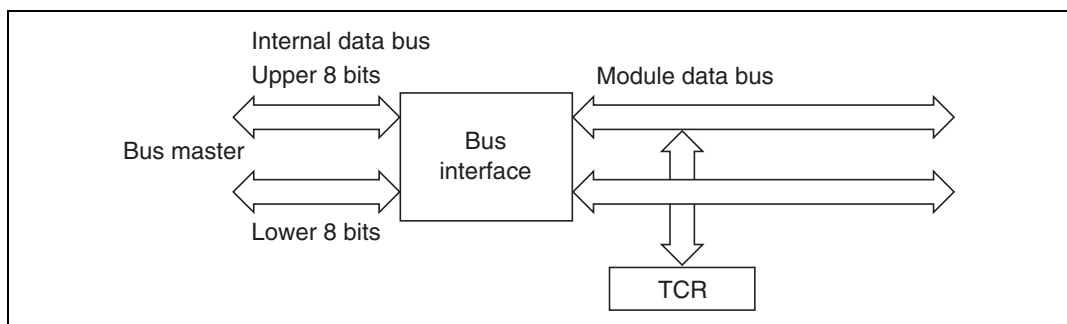 Internal data bus
Upper 8 bits
Module data bus
Bus master
Bus
interface
Lower 8 bits
TCR